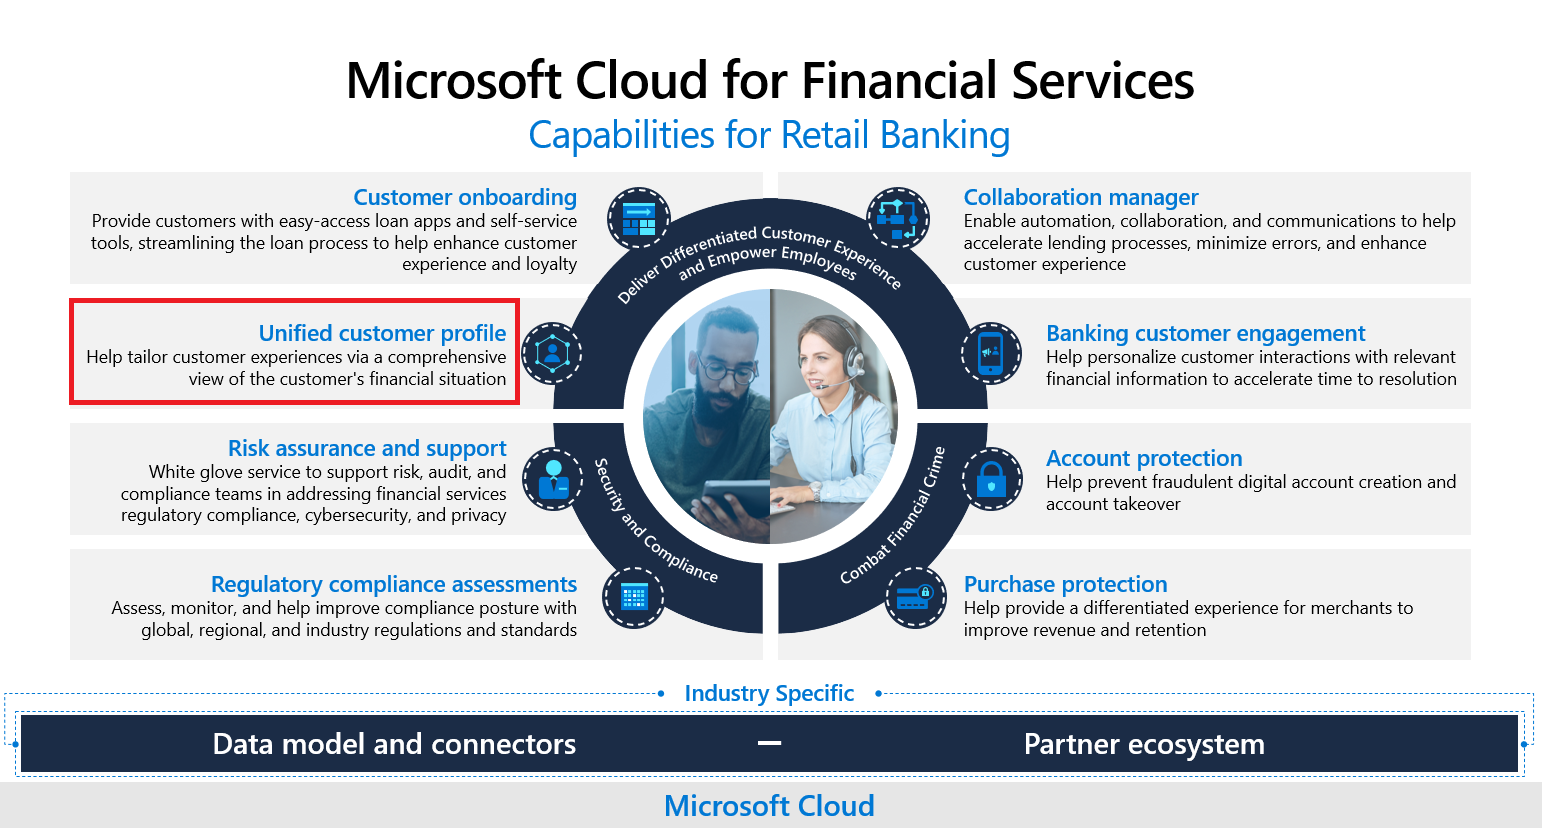 Microsoft Cloud for Financial Services
Capabilities for Retail Banking
Customer onboarding
Provide customers with easy-access loan apps and self-service
tools, streamlining the loan process to help enhance customer
experience and loyalty
Unified customer profile
Help tailor customer experiences via a comprehensive
view of the customer's financial situation
Risk assurance and support
White glove service to support risk, audit, and
compliance teams in addressing financial services
regulatory compliance, cybersecurity, and privacy
Regulatory compliance assessments
Assess, monitor, and help improve compliance posture with
global, regional, and industry regulations and standards
Deliver Differentiated Customer Experience
and Empower Employees
Security and Compliance
Combat Financial Crime
Collaboration manager
Enable automation, collaboration, and communications to help
accelerate lending processes, minimize errors, and enhance
customer experience
Banking customer engagement
Help personalize customer interactions with relevant
financial information to accelerate time to resolution
Account protection
Help prevent fraudulent digital account creation and
account takeover
Purchase protection
Help provide a differentiated experience for merchants to
improve revenue and retention
Industry Specific
Data model and connectors – Partner ecosystem
Microsoft Cloud